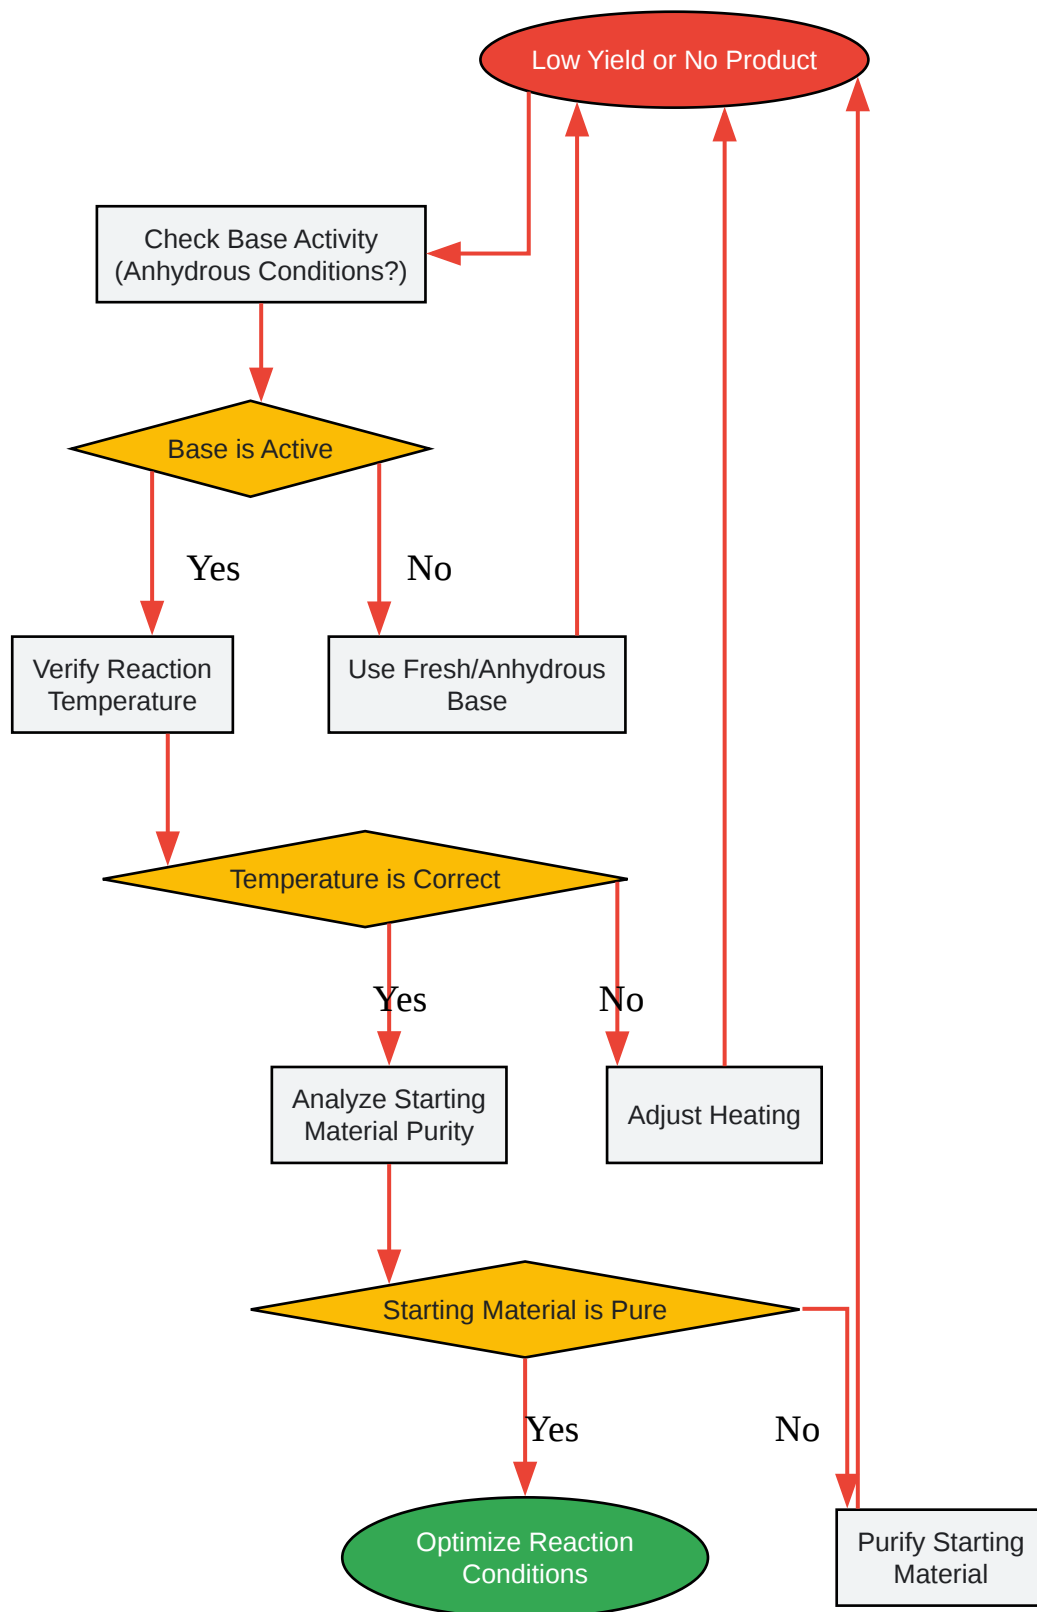 Low Yield or No Product
Check Base Activity
(Anhydrous Conditions?)
Base is Active
Yes
No
Verify Reaction
Temperature
Use Fresh/Anhydrous
Base
Temperature is Correct
Yes
No
Analyze Starting
Material Purity
Adjust Heating
Starting Material is Pure
Yes
No
Optimize Reaction
Conditions
Purify Starting
Material